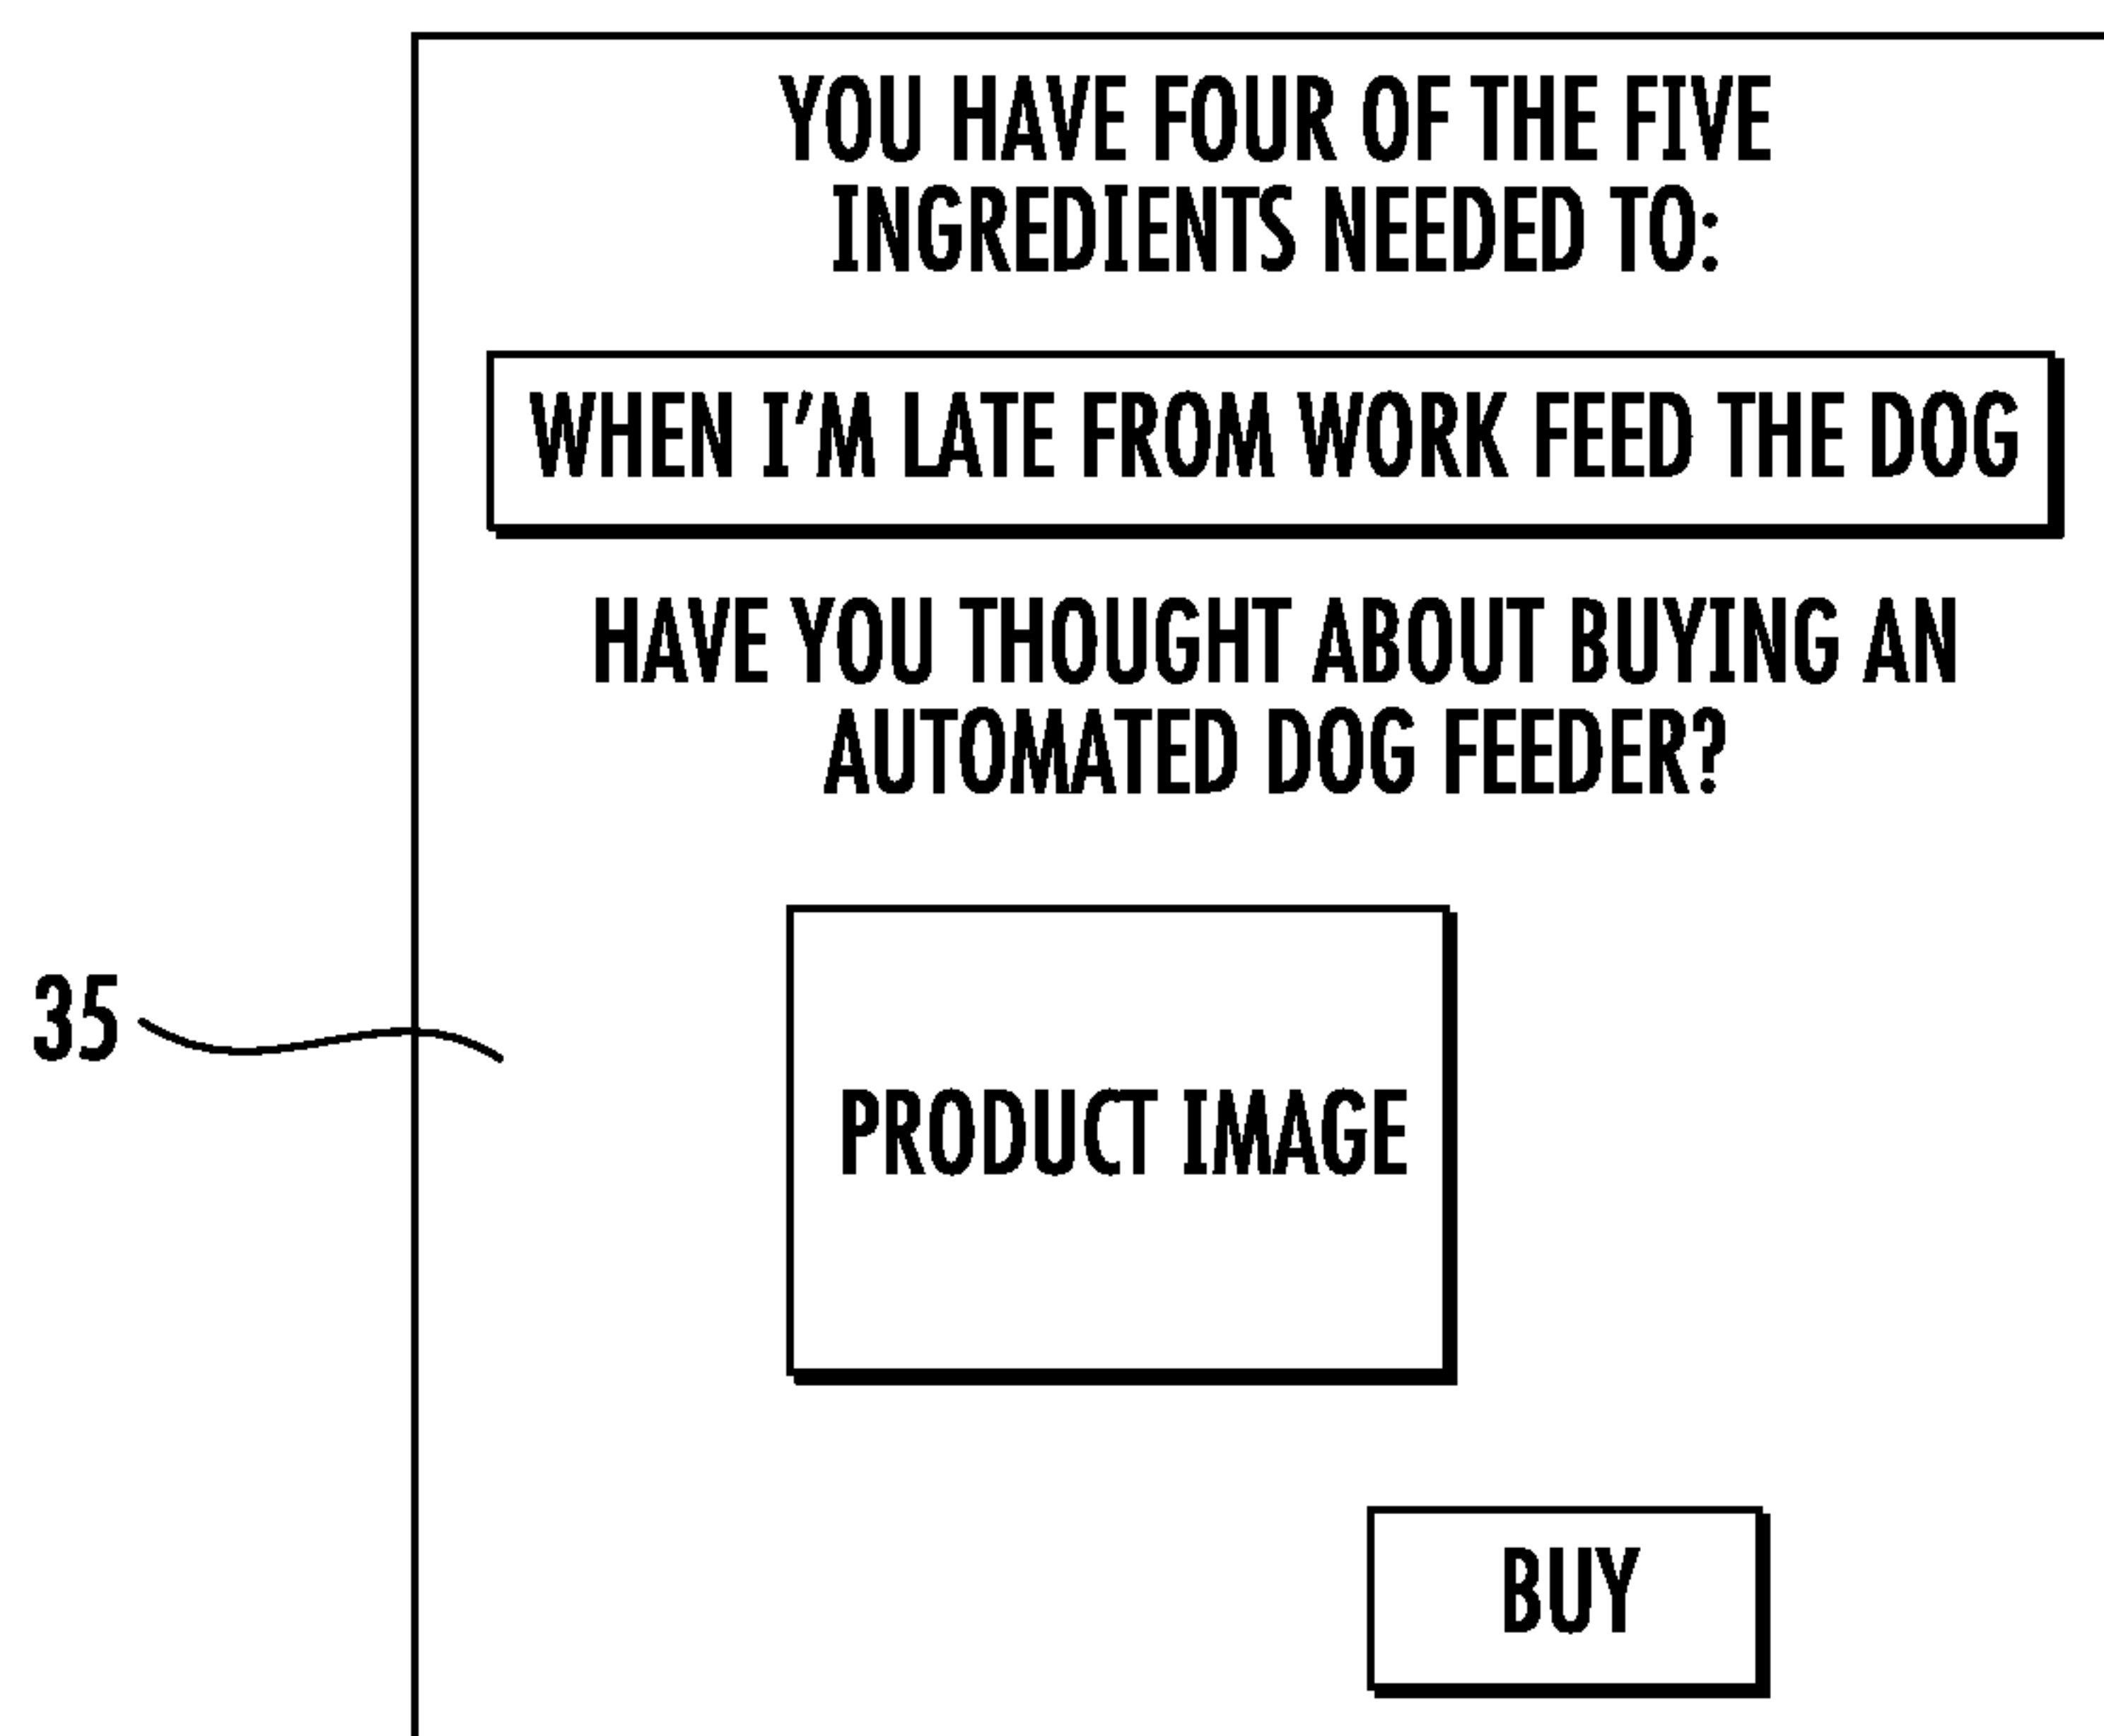 YOU HAVE FOUR OF THE FIVE
INGREDIENTS NEEDED TO:
WHEN I'M LATE FROM WORK FEED THE DOG
HAVE YOU THOUGHT ABOUT BUYING AN
AUTOMATED DOG FEEDER?
35
PRODUCT IMAGE
BUY